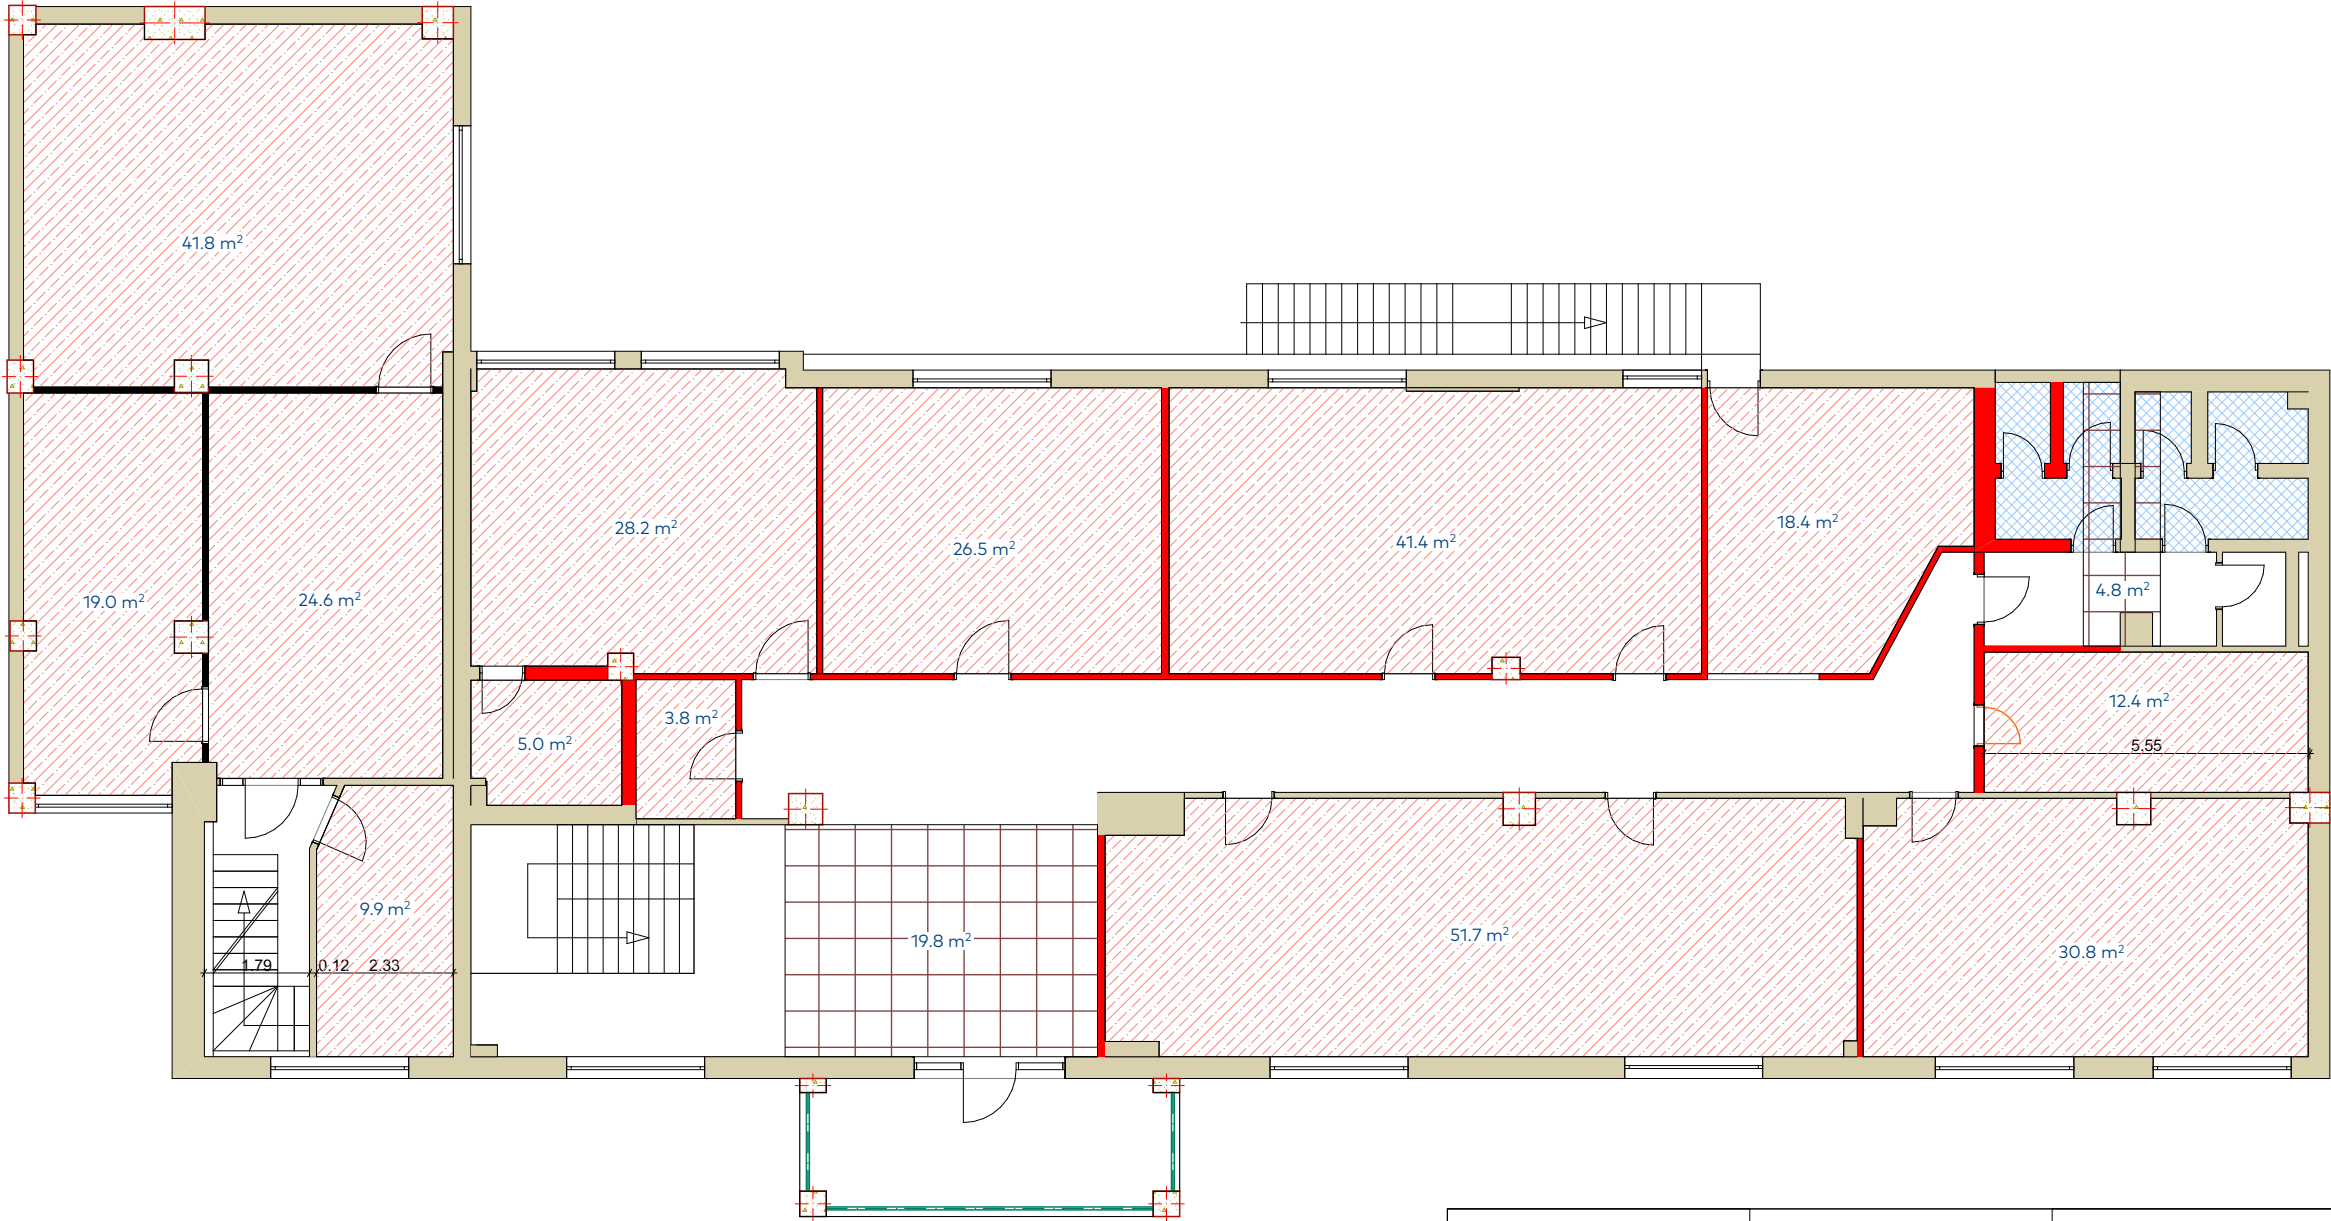 41.8 m²
28.2 m²
26.5 m²
41.4 m²
18.4 m²
19.0 m²
24.6 m²
4.8 m²
12.4 m²
5.55
3.8 m²
5.0 m²
9.9 m²
19.8 m²
51.7 m²
30.8 m²
1.79 0.12 2.33